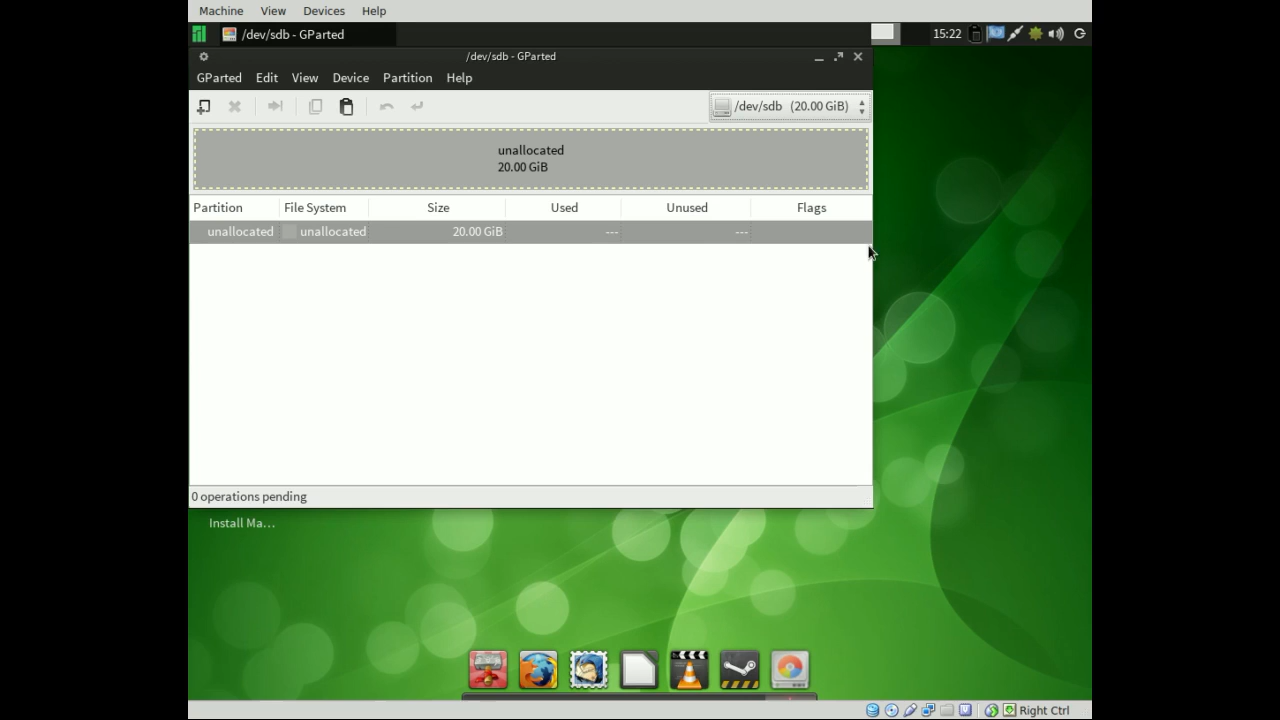 Machine View Devices Help
/dev/sdb - GParted 15:22
/dev/sdb - GParted
GParted Edit View Device Partition Help
/dev/sdb (20.00 GiB)
unallocated
20.00 GiB
Partition File System Size Used Unused Flags
unallocated unallocated 20.00 GiB --- ---
0 operations pending
Install Ma...
Right Ctrl